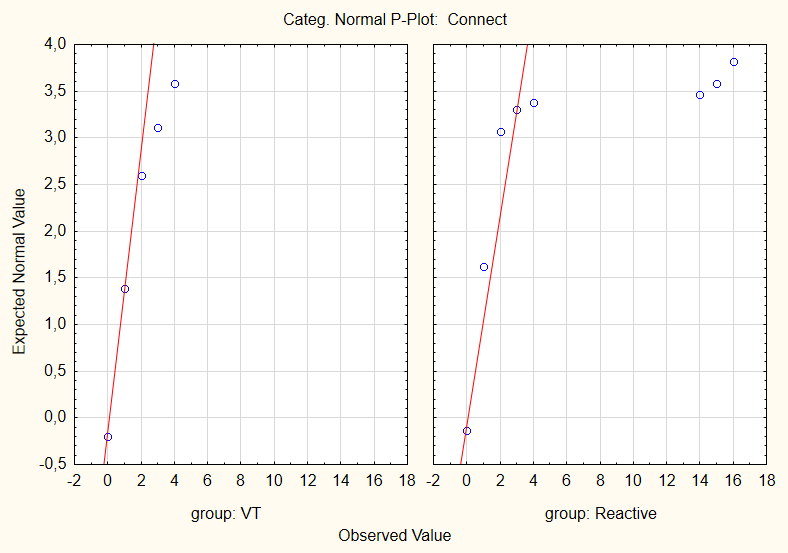 Categ. Normal P-Plot:  Connect
Expected Normal Value
4,0
3,5
3,0
2,5
2,0
1,5
1,0
0,5
0,0
-0,5
-2 0 2 4 6 8 10 12 14 16 18
-2 0 2 4 6 8 10 12 14 16 18
group: VT
group: Reactive
Observed Value